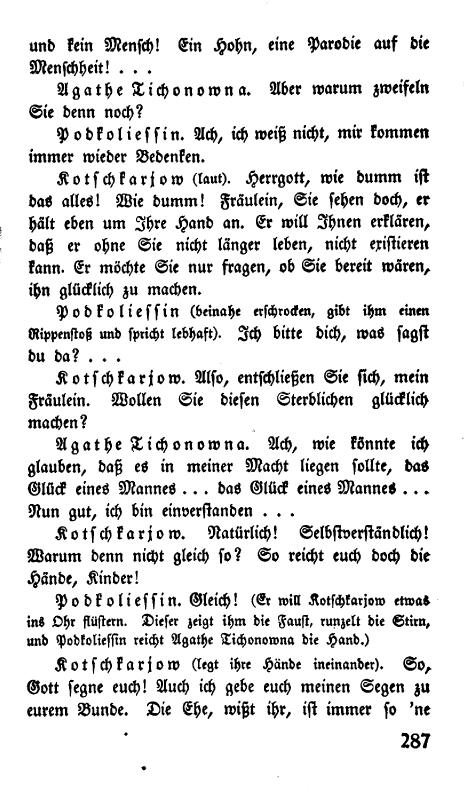 und kein Mensch! Ein Hohn, eine Parodie auf die
Menschheit! . . .
Agathe Tichonowna. Aber warum zweifeln
Sie denn noch?
Podkoliessin. Ach, ich weiß nicht, mir kommen
immer wieder Bedenken.
Kotschkarjow (laut). Herrgott, wie dumm ist
das alles! Wie dumm! Fräulein, Sie sehen doch, er
hält eben um Ihre Hand an. Er will Ihnen erklären,
daß er ohne Sie nicht länger leben, nicht existieren
kann. Er möchte Sie nur fragen, ob Sie bereit wären,
ihn glücklich zu machen.
Podkoliessin (beinahe erschrocken, gibt ihm einen
Rippenstoß und spricht lebhaft). Ich bitte dich, was sagst
du da? . . .
Kotschkarjow. Also, entschließen Sie sich, mein
Fräulein. Wollen Sie diesen Sterblichen glücklich
machen?
Agathe Tichonowna. Ach, wie könnte ich
glauben, daß es in meiner Macht liegen sollte, das
Glück eines Mannes . . . das Glück eines Mannes . . .
Nun gut, ich bin einverstanden . . .
Kotschkarjow. Natürlich! Selbstverständlich!
Warum denn nicht gleich so? So reicht euch doch die
Hände, Kinder!
Podkoliessin. Gleich! (Er will Kotschkarjow etwas
ins Ohr flüstern. Dieser zeigt ihm die Faust, runzelt die Stirn,
und Podkoliessin reicht Agathe Tichonowna die Hand.)
Kotschkarjow (legt ihre Hände ineinander). So,
Gott segne euch! Auch ich gebe euch meinen Segen zu
eurem Bunde. Die Ehe, wißt ihr, ist immer so 'ne
287